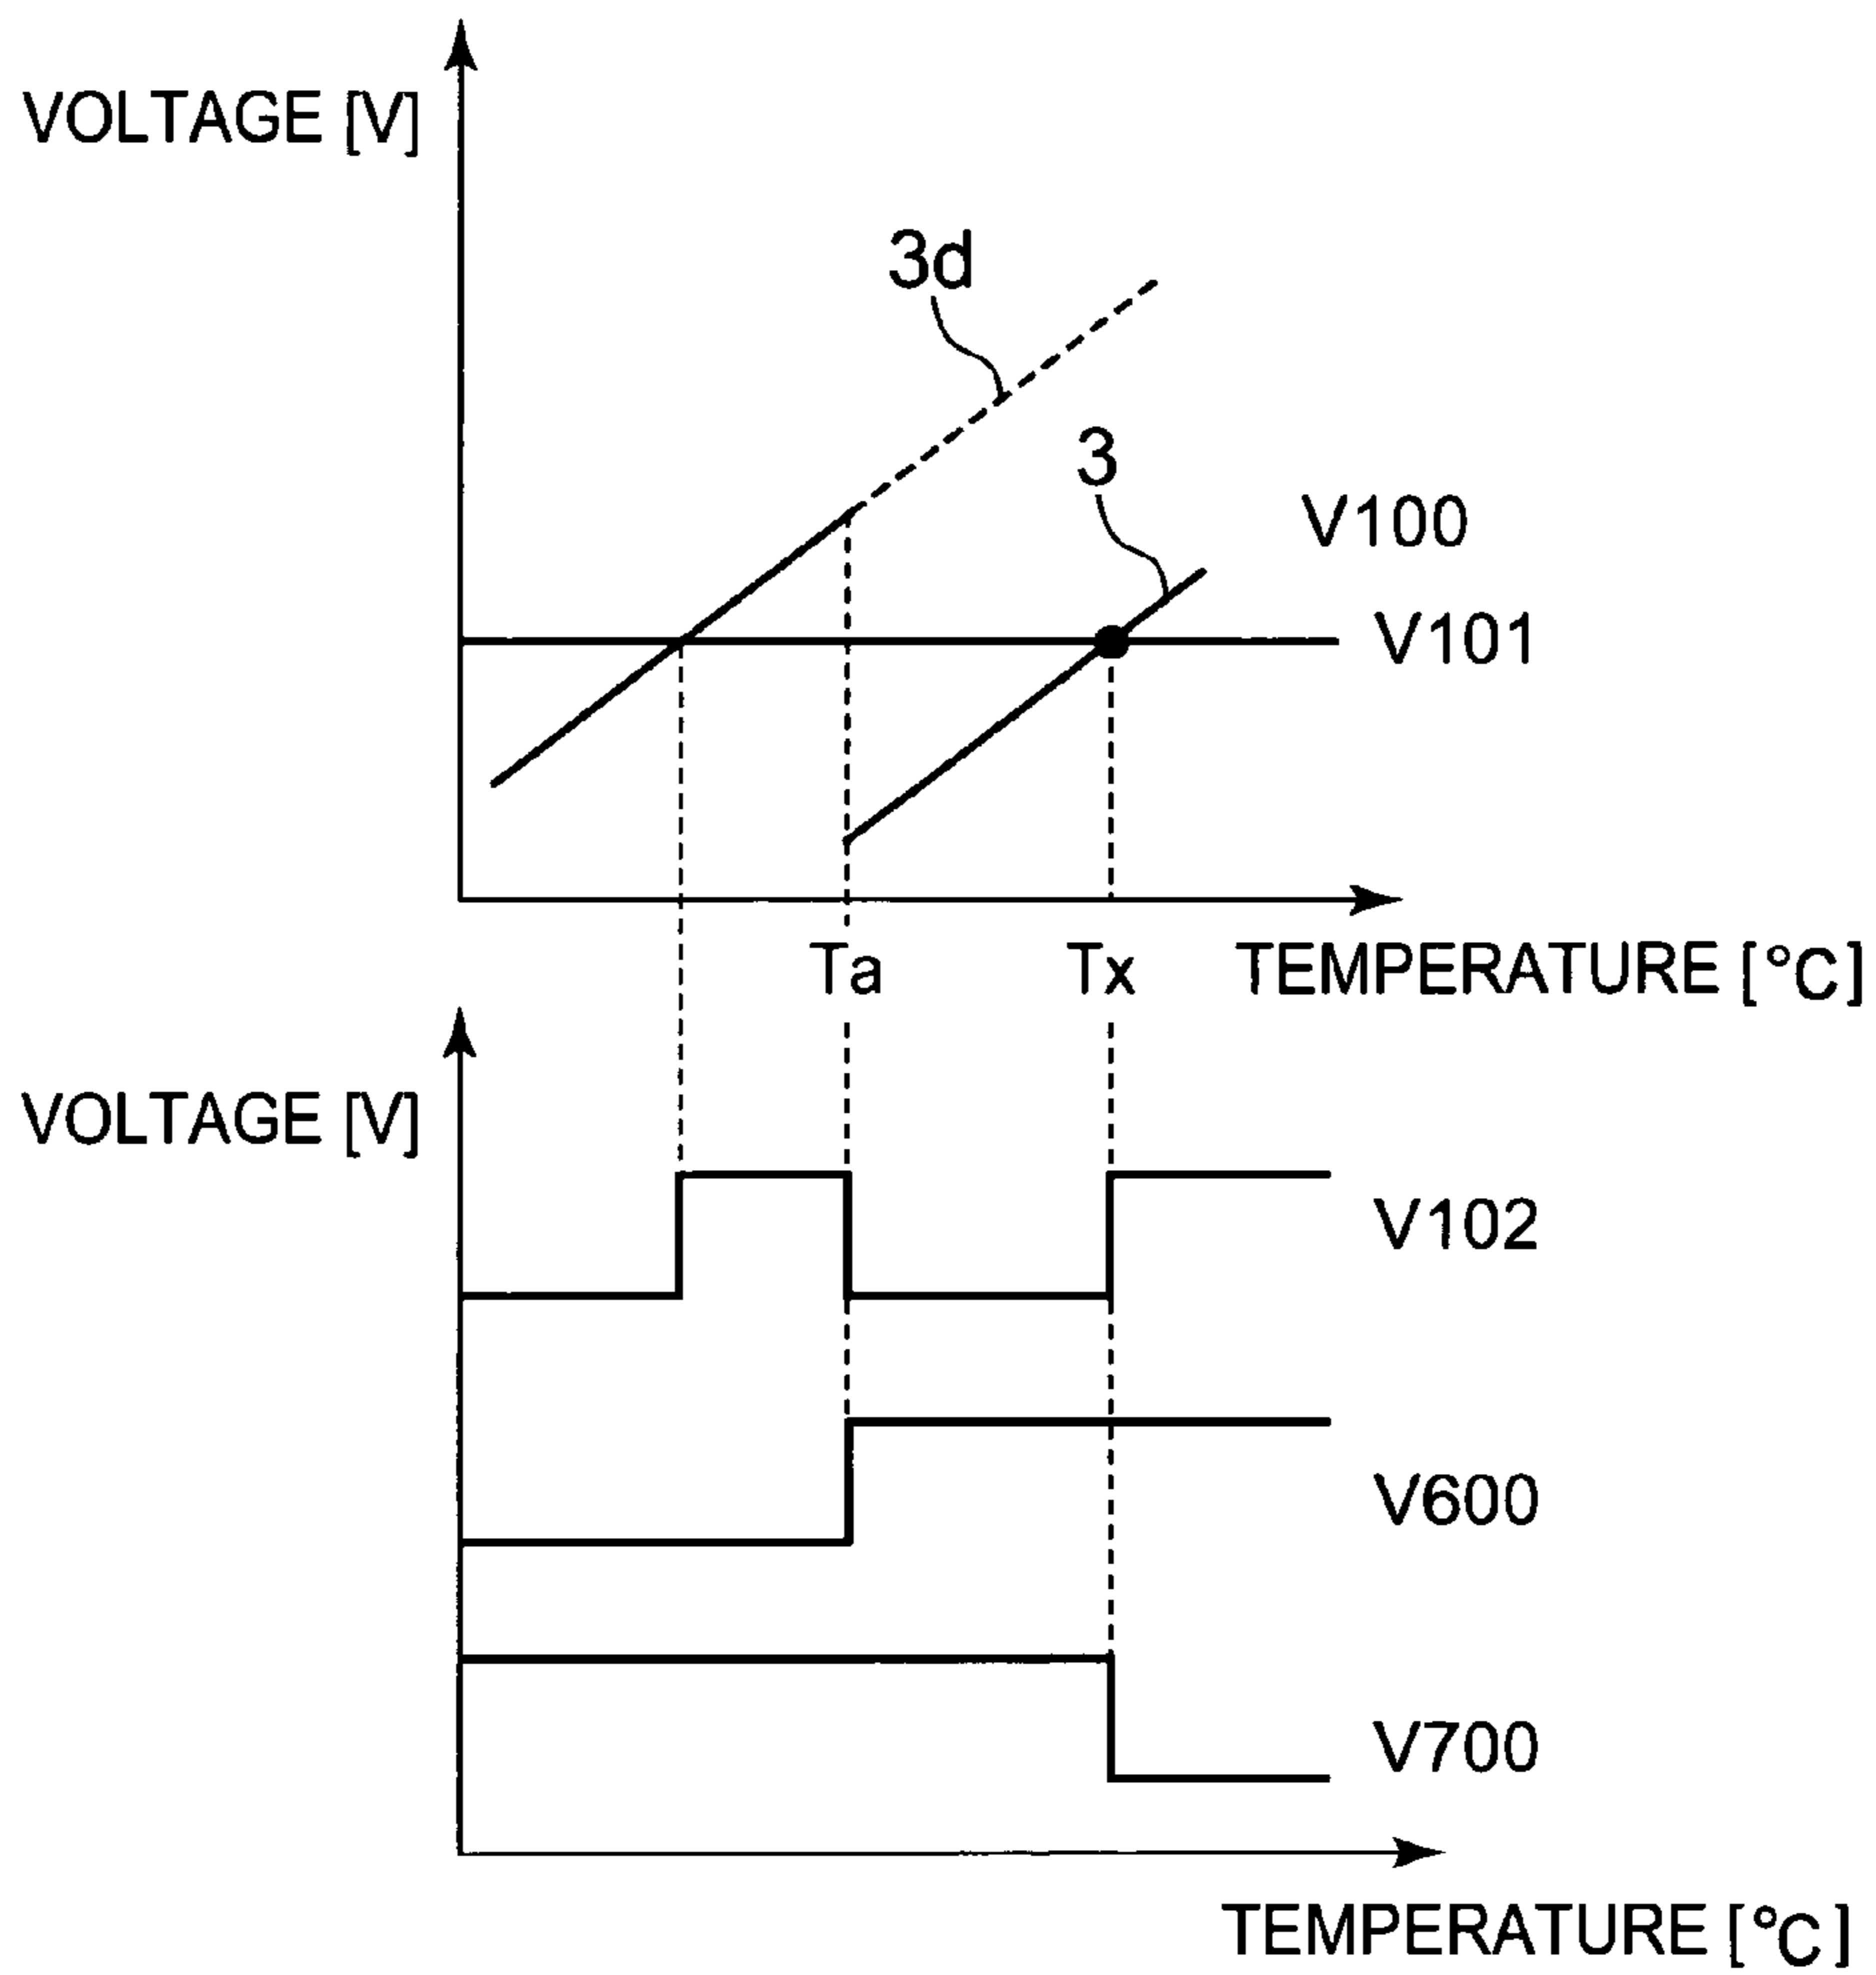 VOLTAGE [V]
3d
3
V100
V101
Ta
Tx
TEMPERATURE [°C]
VOLTAGE [V]
V102
V600
V700
TEMPERATURE [°C]